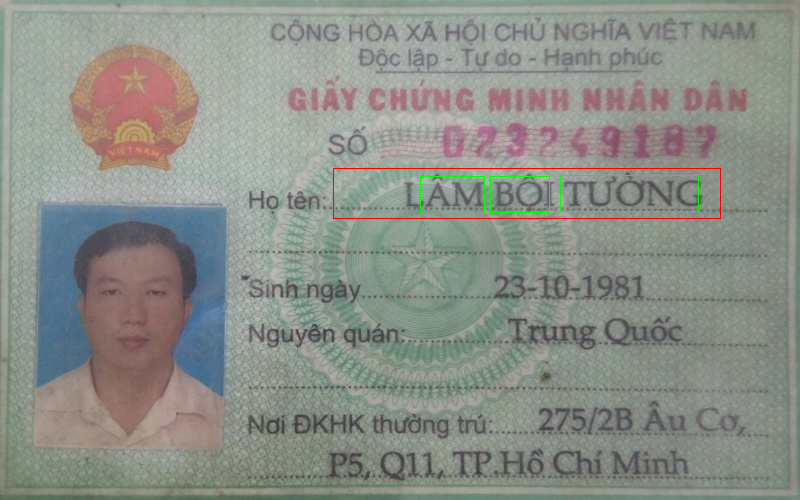 CỘNG HÒA XÃ HỘI CHỦ NGHĨA VIỆT NAM
Độc lập - Tự do - Hạnh phúc
GIẤY CHỨNG MINH NHÂN DÂN
SỐ 023249187
Họ tên: LÂM BỘI TƯỜNG
Sinh ngày 23-10-1981
Nguyên quán: Trung Quốc
Nơi ĐKHK thường trú: 275/2B Âu Cơ,
P5, Q11, TP.Hồ Chí Minh
VIỆT NAM